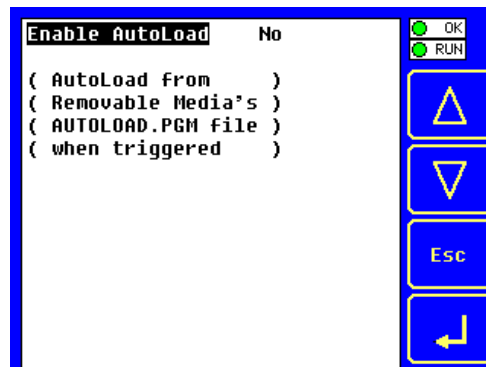 Enable AutoLoad No
( AutoLoad from )
( Removable Media's )
( AUTOLOAD.PGM file )
( when triggered )
OK
RUN
Esc